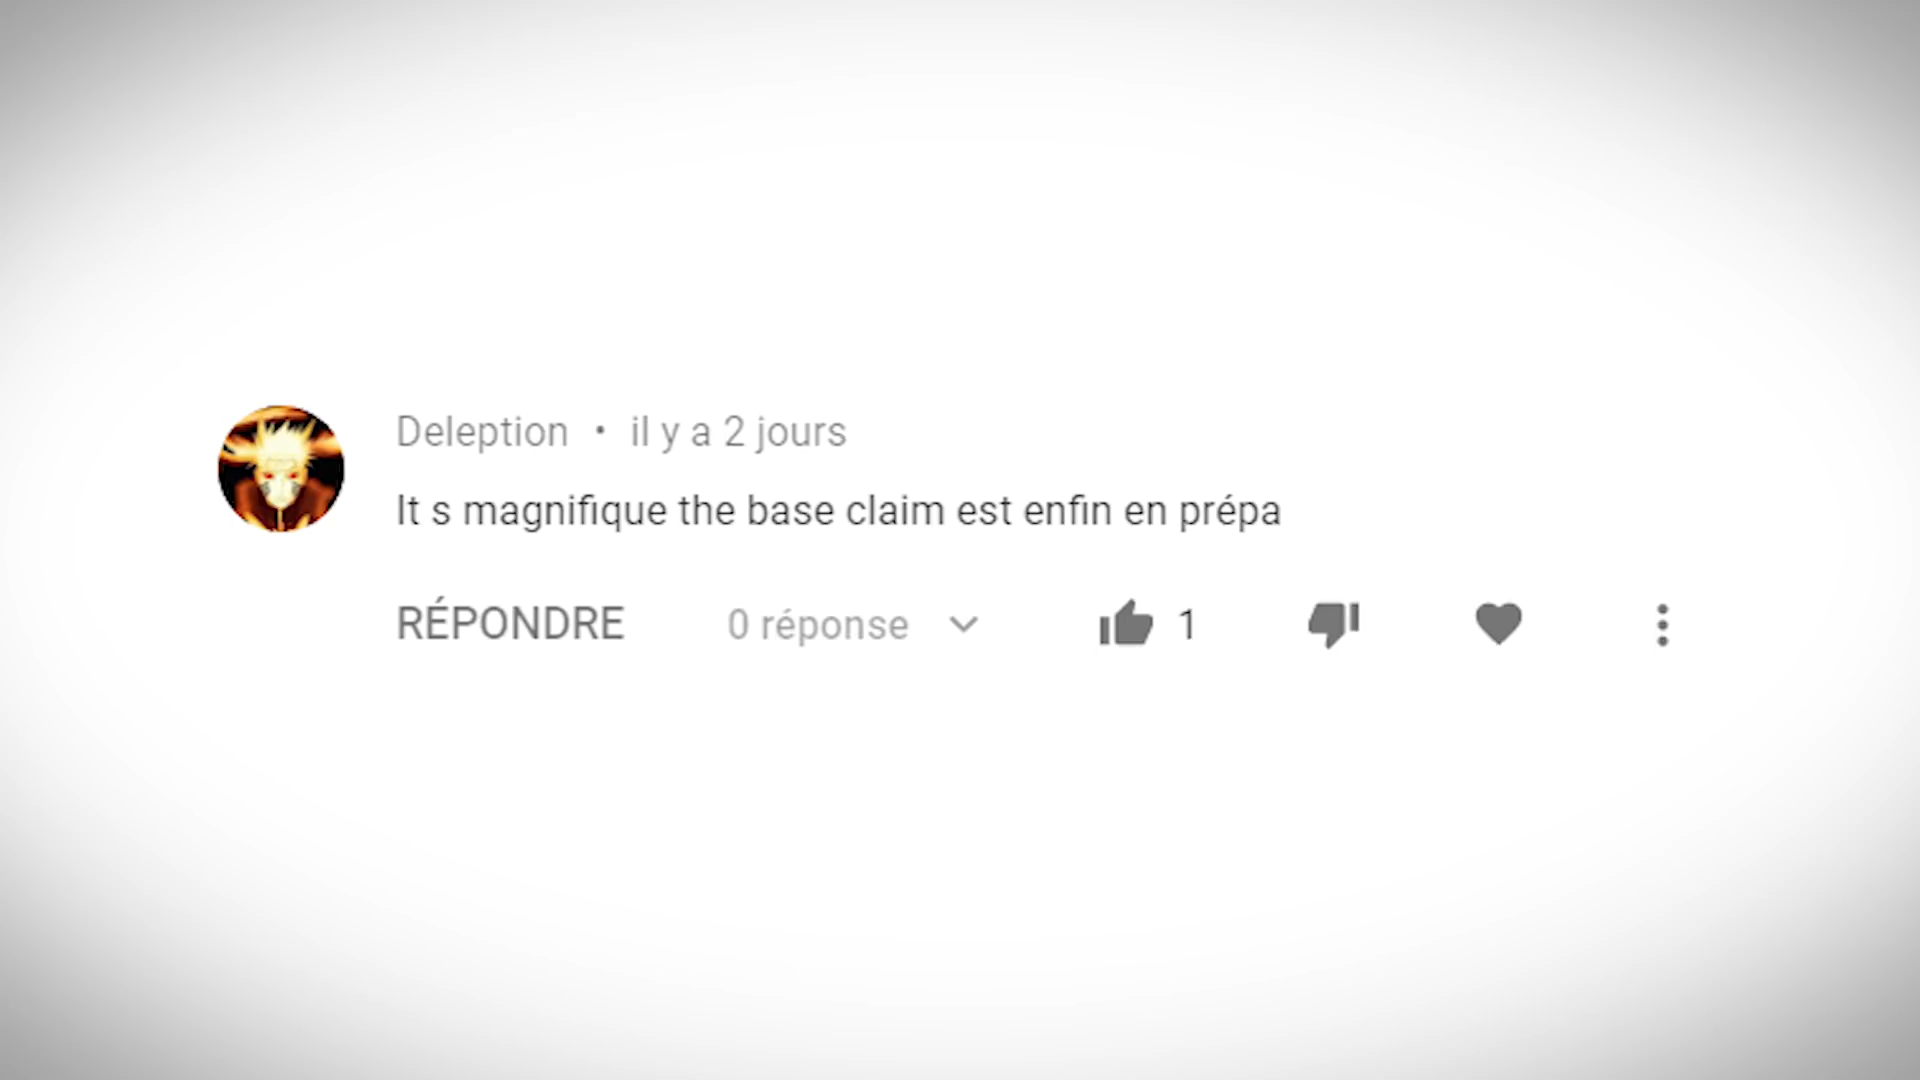 Deleption • il y a 2 jours
It s magnifique the base claim est enfin en prépa
RÉPONDRE 0 réponse 1